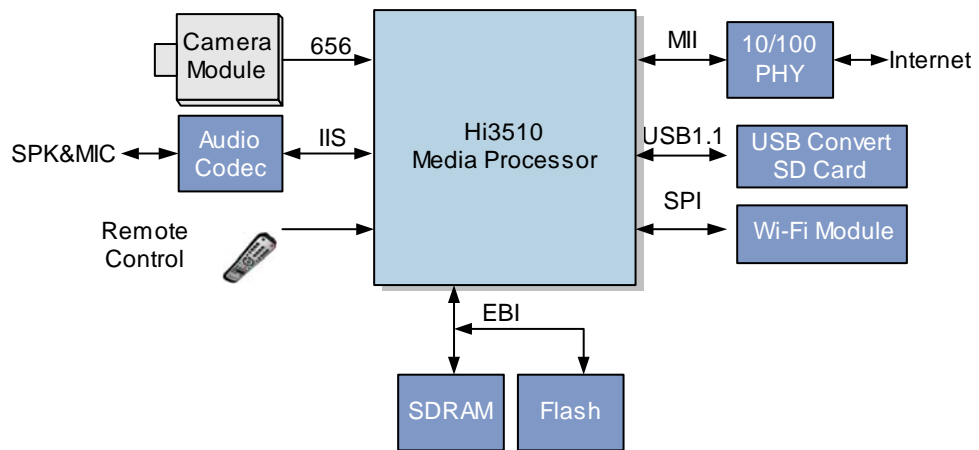 Camera
Module
656
MII
10/100
PHY
Internet
Hi3510
Media Processor
SPK&MIC
Audio
Codec
IIS
USB1.1
USB Convert
SD Card
SPI
Wi-Fi Module
Remote
Control
EBI
SDRAM
Flash